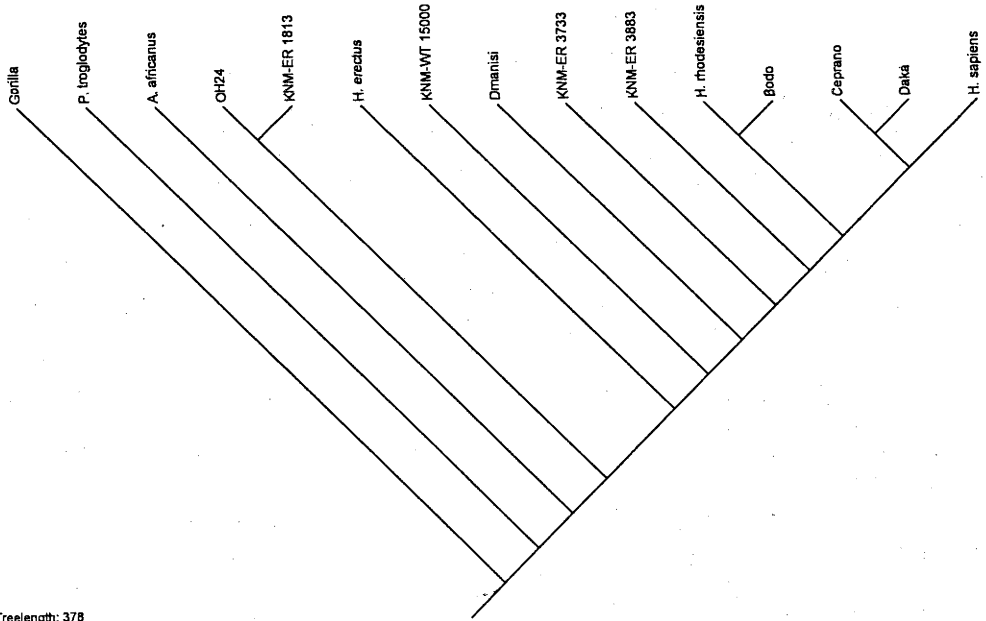 Gorilla
P. troglodytes
A. africanus
OH24
KNM-ER 1813
H. erectus
KNM-WT 15000
Dmanisi
KNM-ER 3733
KNM-ER 3883
H. rhodesiensis
Bodo
Ceprano
Daka
H. sapiens
Treelength: 378